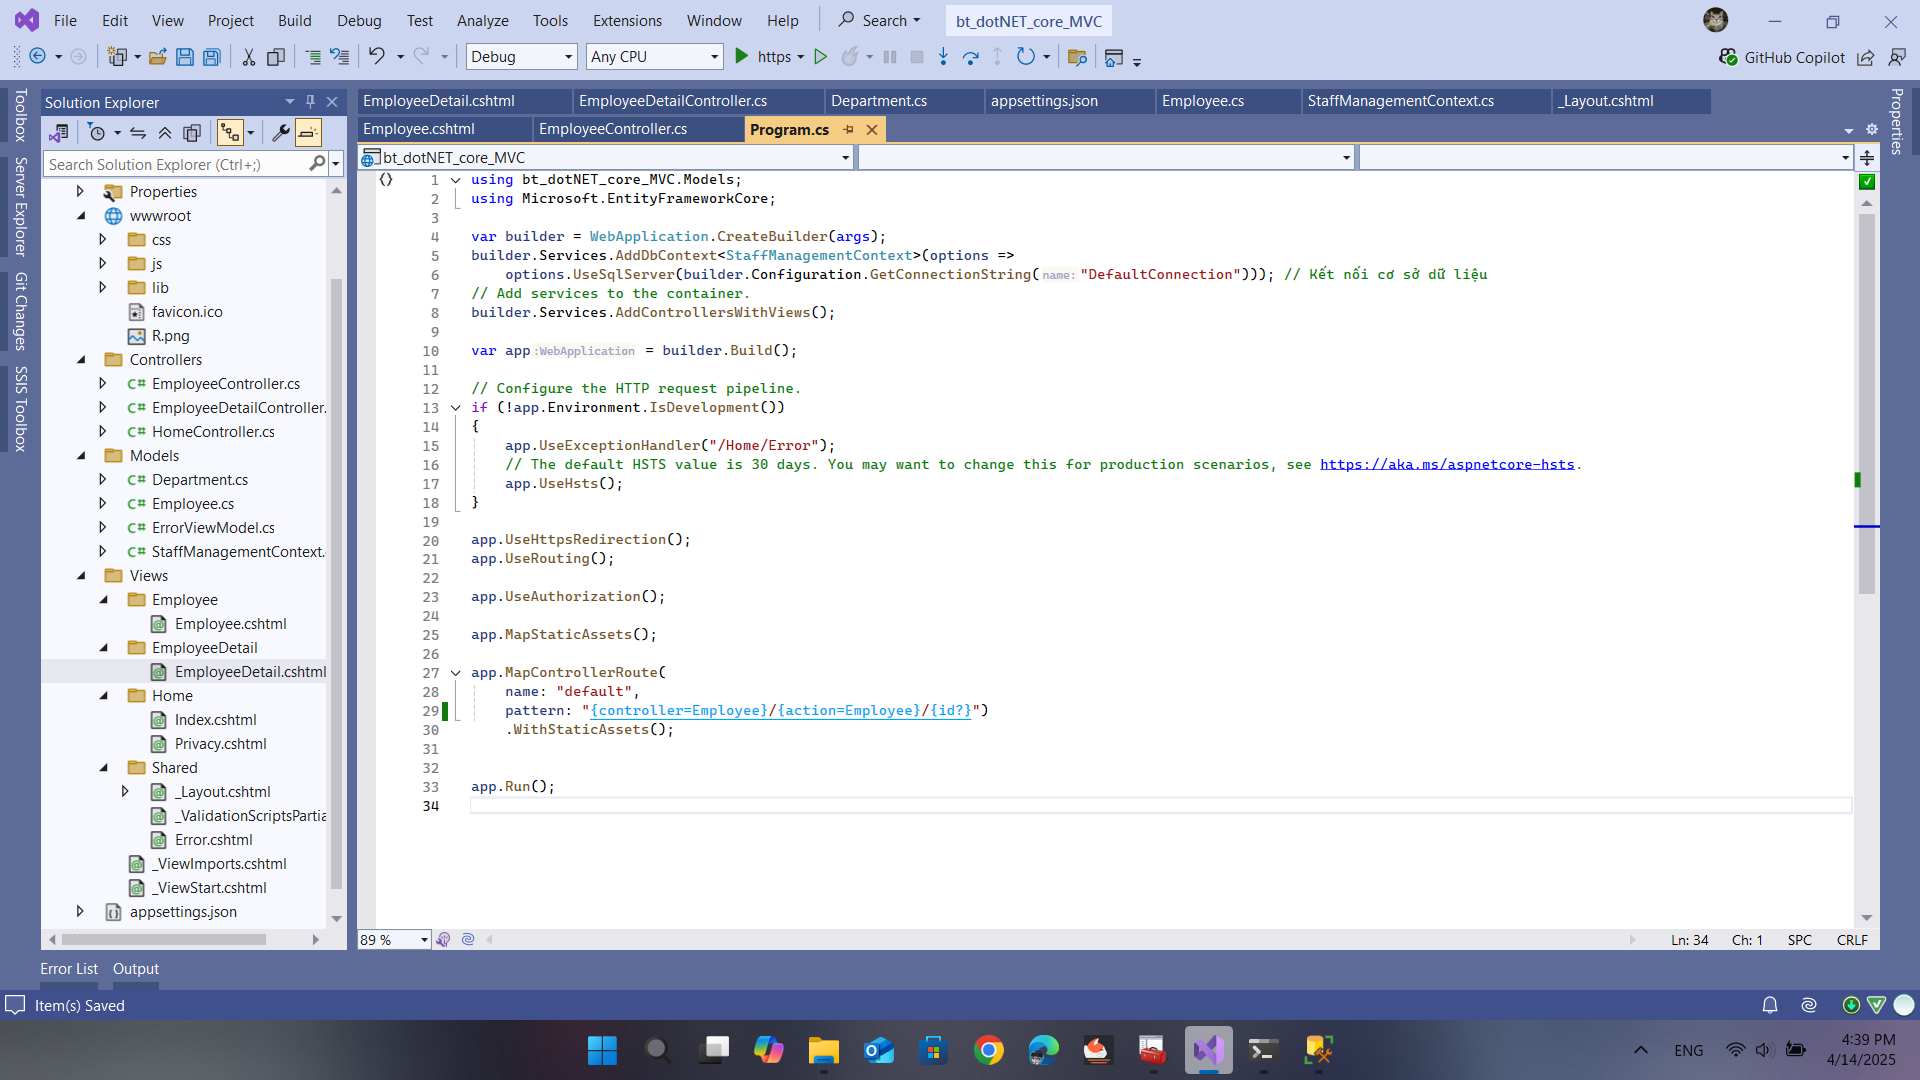 File Edit View Project Build Debug Test Analyze Tools Extensions Window Help Search bt_dotNET_core_MVC
Debug Any CPU https GitHub Copilot
Toolbox
Server Explorer
Git Changes
SSIS Toolbox
Solution Explorer
Search Solution Explorer (Ctrl+;)
Properties
wwwroot
css
js
lib
favicon.ico
R.png
Controllers
C# EmployeeController.cs
C# EmployeeDetailController.
C# HomeController.cs
Models
C# Department.cs
C# Employee.cs
C# ErrorViewModel.cs
C# StaffManagementContext.
Views
Employee
Employee.cshtml
EmployeeDetail
EmployeeDetail.cshtml
Home
Index.cshtml
Privacy.cshtml
Shared
_Layout.cshtml
_ValidationScriptsPartia
Error.cshtml
_ViewImports.cshtml
_ViewStart.cshtml
appsettings.json
EmployeeDetail.cshtml EmployeeDetailController.cs Department.cs appsettings.json Employee.cs StaffManagementContext.cs _Layout.cshtml
Employee.cshtml EmployeeController.cs Program.cs
bt_dotNET_core_MVC
1 using bt_dotNET_core_MVC.Models;
2 using Microsoft.EntityFrameworkCore;
3
4 var builder = WebApplication.CreateBuilder(args);
5 builder.Services.AddDbContext<StaffManagementContext>(options =>
6 options.UseSqlServer(builder.Configuration.GetConnectionString(name: "DefaultConnection"))); // Kết nối cơ sở dữ liệu
7 // Add services to the container.
8 builder.Services.AddControllersWithViews();
9
10 var app :WebApplication = builder.Build();
11
12 // Configure the HTTP request pipeline.
13 if (!app.Environment.IsDevelopment())
14 {
15 app.UseExceptionHandler("/Home/Error");
16 // The default HSTS value is 30 days. You may want to change this for production scenarios, see https://aka.ms/aspnetcore-hsts.
17 app.UseHsts();
18 }
19
20 app.UseHttpsRedirection();
21 app.UseRouting();
22
23 app.UseAuthorization();
24
25 app.MapStaticAssets();
26
27 app.MapControllerRoute(
28 name: "default",
29 pattern: "{controller=Employee}/{action=Employee}/{id?}")
30 .WithStaticAssets();
31
32
33 app.Run();
34
89 % Ln: 34 Ch: 1 SPC CRLF
Properties
Error List Output
Item(s) Saved
ENG
4:39 PM
4/14/2025